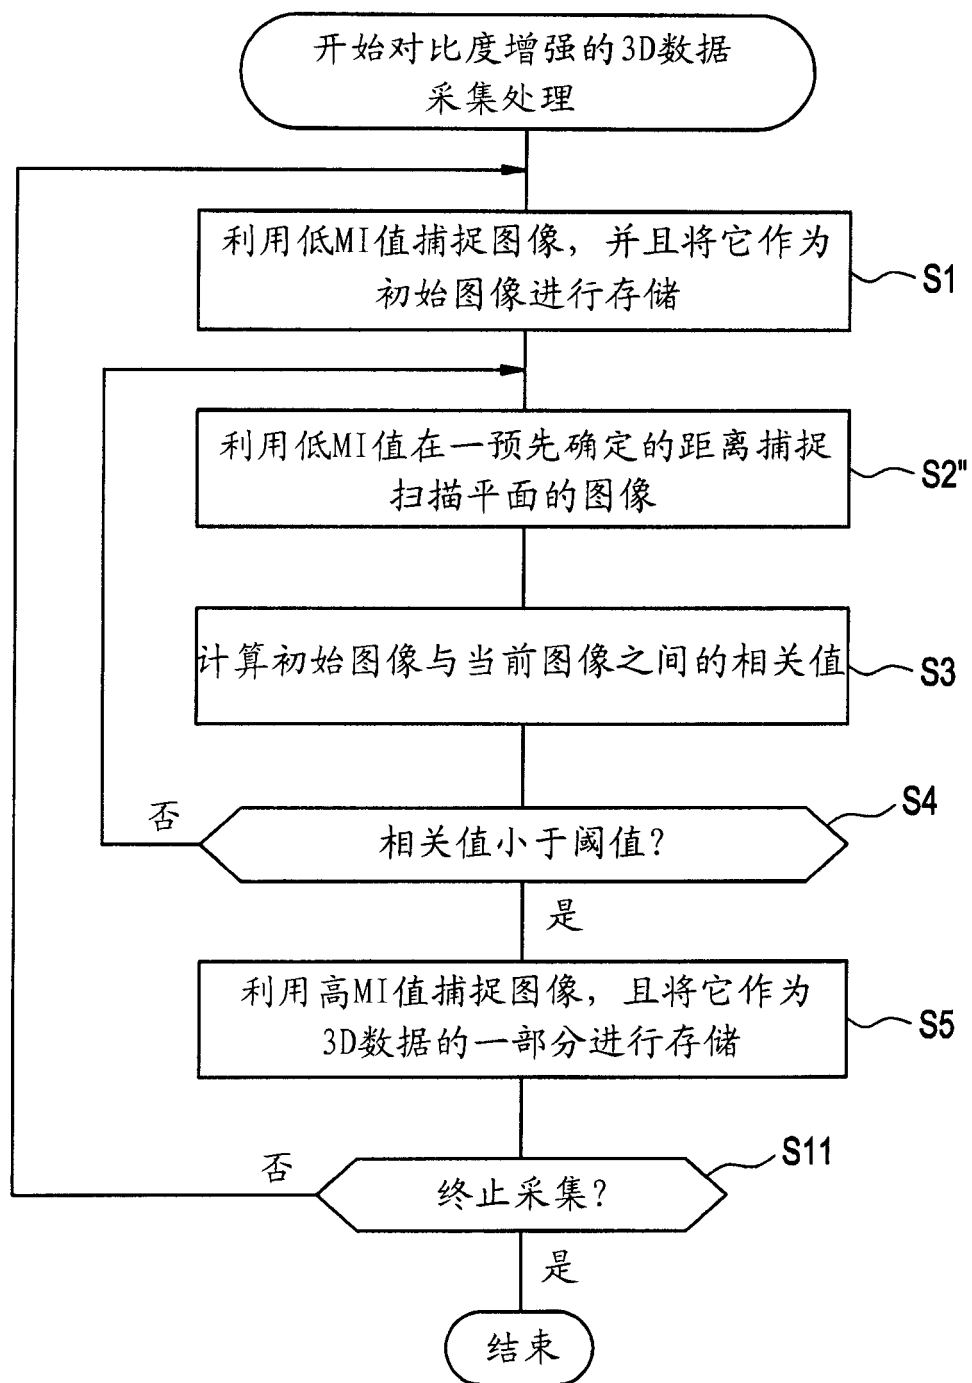 开始对比度增强的3D数据
采集处理
利用低MI值捕捉图像，并且将它作为
初始图像进行存储
S1
利用低MI值在一预先确定的距离捕捉
扫描平面的图像
S2"
计算初始图像与当前图像之间的相关值
S3
否
相关值小于阈值？
S4
是
利用高MI值捕捉图像，且将它作为
3D数据的一部分进行存储
S5
否
终止采集？
S11
是
结束